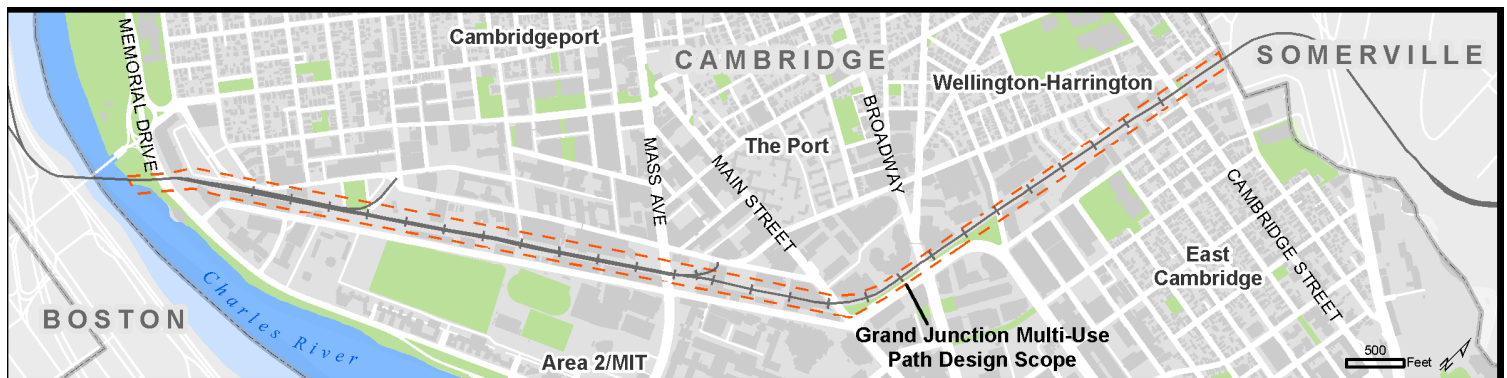 MEMORIAL DRIVE
Cambridgeport
CAMBRIDGE
SOMERVILLE
Wellington-Harrington
BROADWAY
The Port
MASS AVE
MAIN STREET
CAMBRIDGE STREET
East
Cambridge
BOSTON
Charles River
Area 2/MIT
Grand Junction Multi-Use
Path Design Scope
500
Feet
N